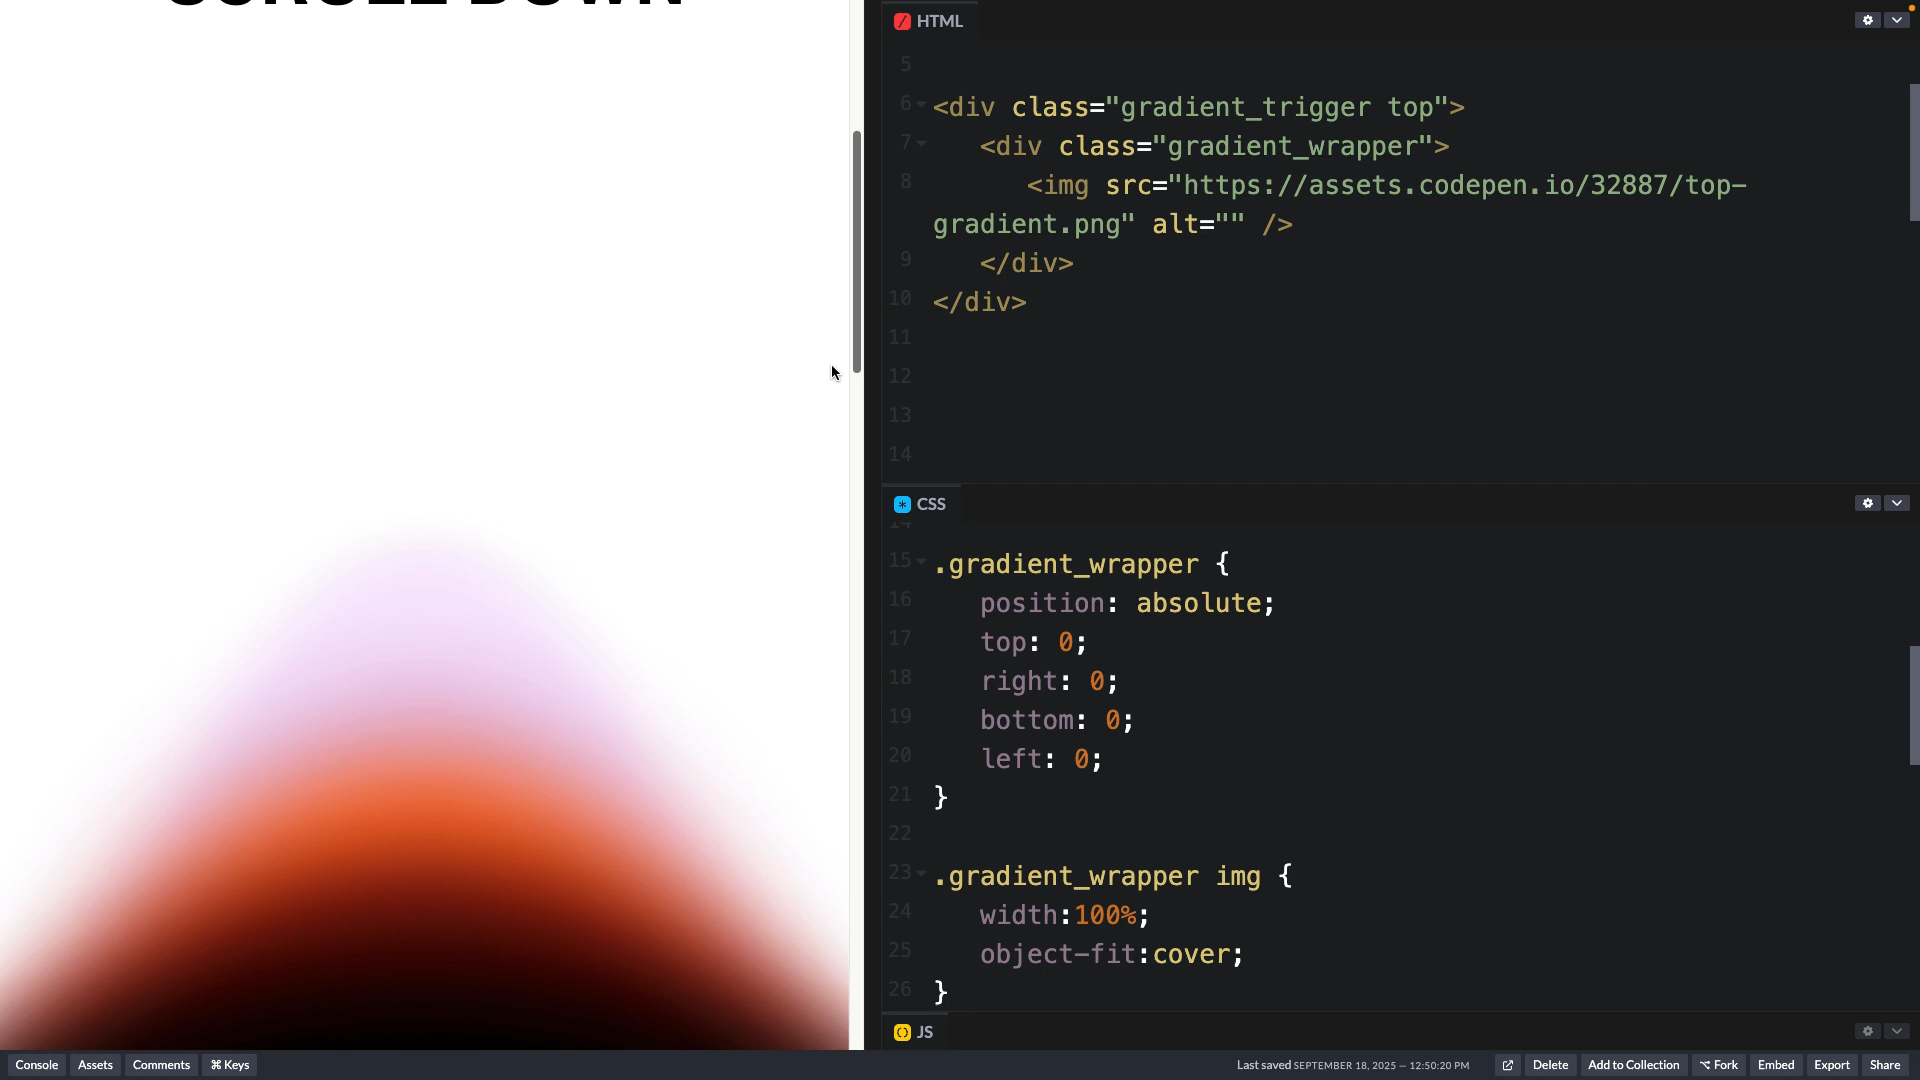 SCROLL DOWN
HTML
5
6 <div class="gradient_trigger top">
7 <div class="gradient_wrapper">
8 <img src="https://assets.codepen.io/32887/top-
gradient.png" alt="" />
9 </div>
10 </div>
11
12
13
14
CSS
14
15 .gradient_wrapper {
16 position: absolute;
17 top: 0;
18 right: 0;
19 bottom: 0;
20 left: 0;
21 }
22
23 .gradient_wrapper img {
24 width:100%;
25 object-fit:cover;
26 }
JS
Console Assets Comments ⌘ Keys Last saved SEPTEMBER 18, 2025 — 12:50:20 PM Delete Add to Collection ⌥ Fork Embed Export Share